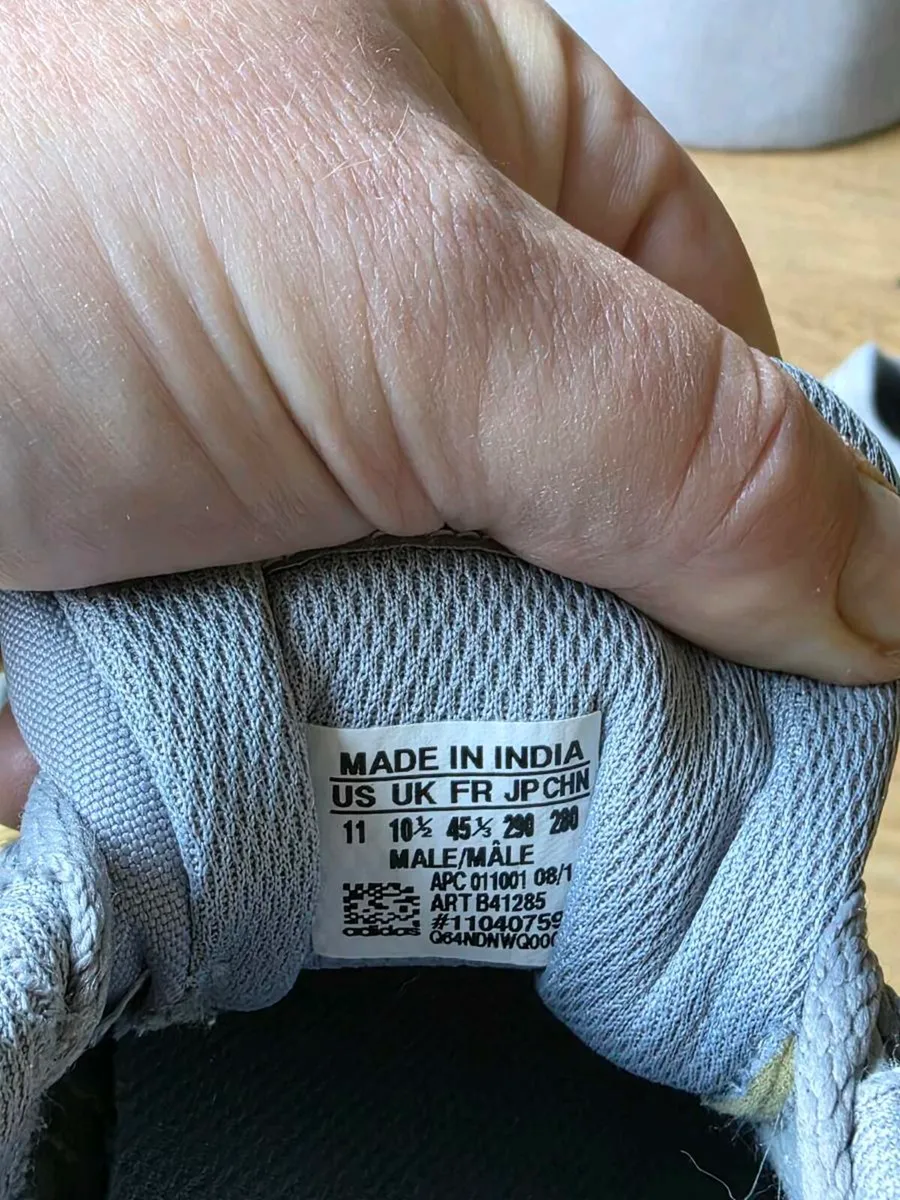 MADE IN INDIA
US UK FR JP CHN
11 10½ 45⅓ 290 280
MALE/MÂLE
APC 011001 08/1
ART B41285
#11040759
adidas Q64NDNWQ00